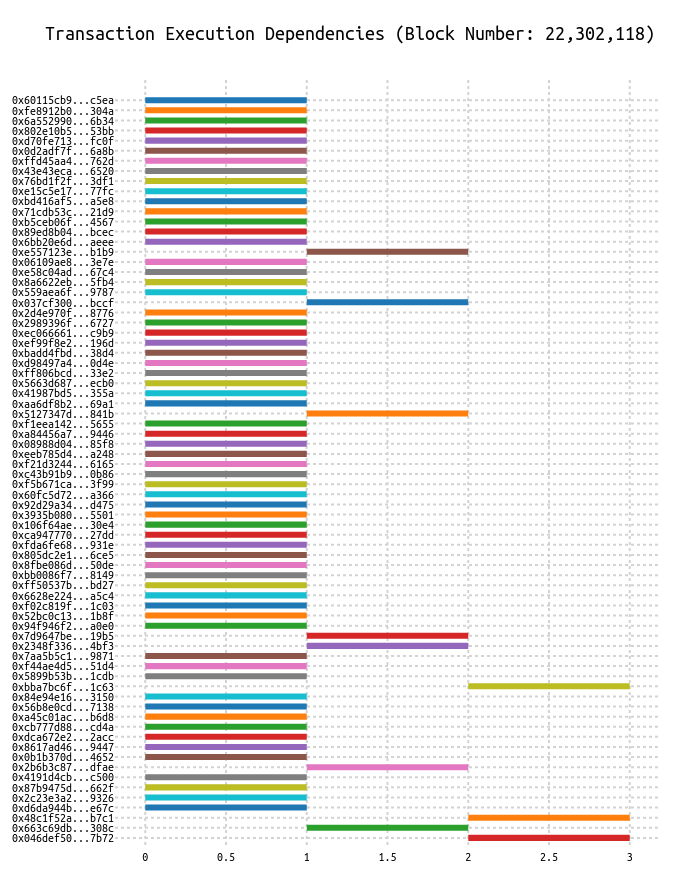 Transaction Execution Dependencies (Block Number: 22,302,118)
0x60115cb9...c5ea
0xfe8912b0...304a
0x6a552990...6b34
0x802e10b5...53bb
0xd70fe713...fc0f
0x0d2adf7f...6a8b
0xffd45aa4...762d
0x43e43eca...6520
0x76bd1f2f...3df1
0xe15c5e17...77fc
0xbd416af5...a5e8
0x71cdb53c...21d9
0xb5ceb06f...4567
0x89ed8b04...bcec
0x6bb20e6d...aeee
0xe557123e...b1b9
0x06109ae8...3e7e
0xe58c04ad...67c4
0x8a6622eb...5fb4
0x559aea6f...9787
0x037cf300...bccf
0x2d4e970f...8776
0x2989396f...6727
0xec066661...c9b9
0xef99f8e2...196d
0xbadd4fbd...38d4
0xd98497a4...0d4e
0xff806bcd...33e2
0x5663d687...ecb0
0x41987bd5...355a
0xaa6df8b2...69a1
0x5127347d...841b
0xf1eea142...5655
0xa84456a7...9446
0x08988d04...85f8
0xeeb785d4...a248
0xf21d3244...6165
0xc43b91b9...0b86
0xf5b671ca...3f99
0x60fc5d72...a366
0x92d29a34...d475
0x3935b080...5501
0x106f64ae...30e4
0xca947770...27dd
0xfda6fe68...931e
0x805dc2e1...6ce5
0x8fbe086d...50de
0xbb0086f7...8149
0xff50537b...bd27
0x6628e224...a5c4
0xf02c819f...1c03
0x52bc0c13...1b8f
0x94f946f2...a0e0
0x7d9647be...19b5
0x2348f336...4bf3
0x7aa5b5c1...9871
0xf44ae4d5...51d4
0x5899b53b...1cdb
0xbba7bc6f...1c63
0x84e94e16...3150
0x56b8e0cd...7138
0xa45c01ac...b6d8
0xcb777d88...cd4a
0xdca672e2...2acc
0x8617ad46...9447
0x0b1b370d...4652
0x2b6b3c87...dfae
0x4191d4cb...c500
0x87b9475d...662f
0x2c23e3a2...9326
0xd6da944b...e67c
0x48c1f52a...b7c1
0x663c69db...308c
0x046def50...7b72
0 0.5 1 1.5 2 2.5 3